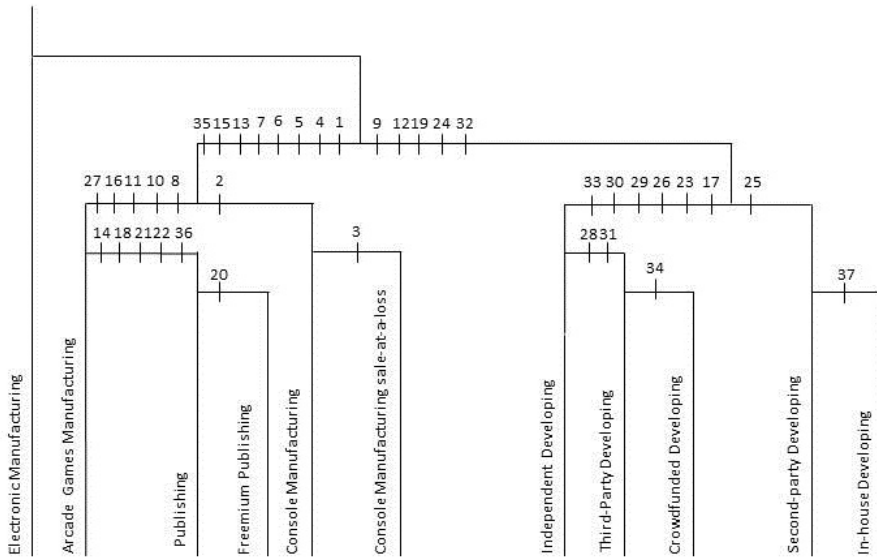 35 15 13 7 6 5 4 1 9 12 19 24 32
27 16 11 10 8 2 33 30 29 26 23 17 25
14 18 21 22 36 3 28 31
20 34 37
Electronic Manufacturing
Arcade Games Manufacturing
Publishing
Freemium Publishing
Console Manufacturing
Console Manufacturing sale-at-a-loss
Independent Developing
Third-Party Developing
Crowdfunded Developing
Second-party Developing
In-house Developing